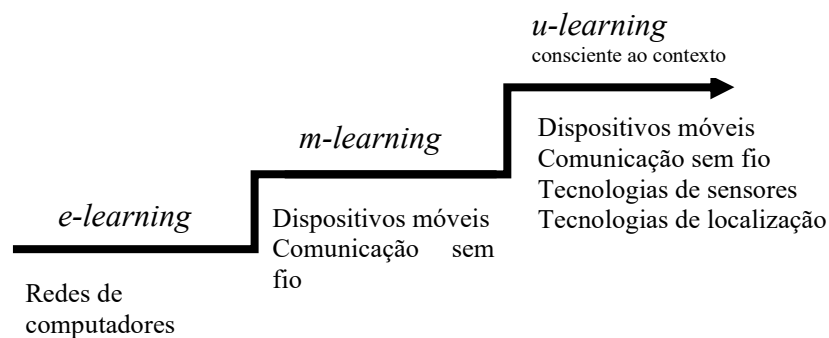 e-learning
Redes de
computadores
m-learning
Dispositivos móveis
Comunicação sem
fio
u-learning
consciente ao contexto
Dispositivos móveis
Comunicação sem fio
Tecnologias de sensores
Tecnologias de localização